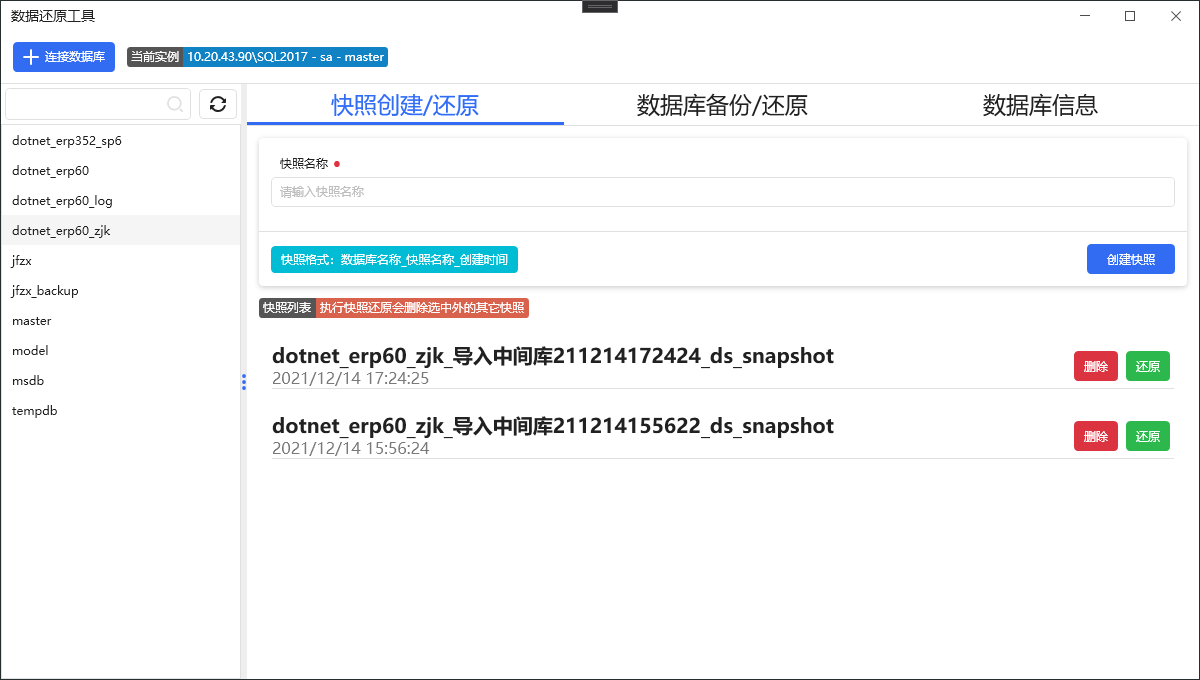 数据还原工具
连接数据库
当前实例 10.20.43.90\SQL2017 - sa - master
dotnet_erp352_sp6
dotnet_erp60
dotnet_erp60_log
dotnet_erp60_zjk
jfzx
jfzx_backup
master
model
msdb
tempdb
快照创建/还原 数据库备份/还原 数据库信息
快照名称
请输入快照名称
快照格式：数据库名称_快照名称_创建时间 创建快照
快照列表 执行快照还原会删除选中外的其它快照
dotnet_erp60_zjk_导入中间库211214172424_ds_snapshot
2021/12/14 17:24:25
删除 还原
dotnet_erp60_zjk_导入中间库211214155622_ds_snapshot
2021/12/14 15:56:24
删除 还原